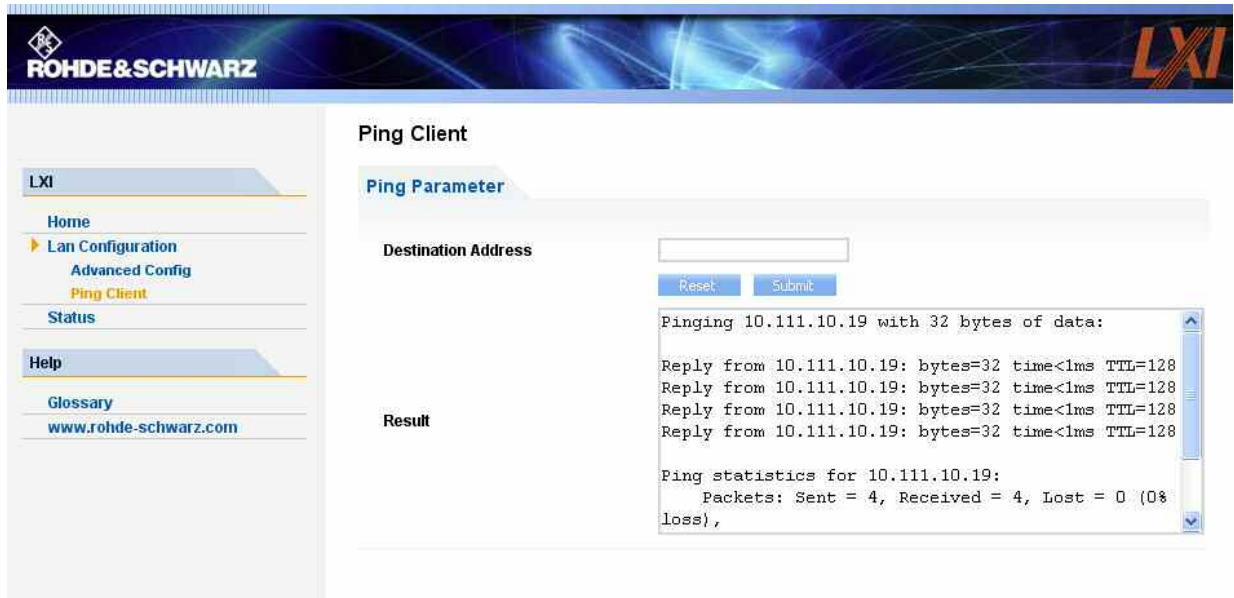 ROHDE&SCHWARZ
LXI
Ping Client
LXI
Home
Lan Configuration
Advanced Config
Ping Client
Status
Help
Glossary
www.rohde-schwarz.com
Ping Parameter
Destination Address
Reset
Submit
Result
Pinging 10.111.10.19 with 32 bytes of data:
Reply from 10.111.10.19: bytes=32 time<1ms TTL=128
Reply from 10.111.10.19: bytes=32 time<1ms TTL=128
Reply from 10.111.10.19: bytes=32 time<1ms TTL=128
Reply from 10.111.10.19: bytes=32 time<1ms TTL=128
Ping statistics for 10.111.10.19:
Packets: Sent = 4, Received = 4, Lost = 0 (0%
loss),